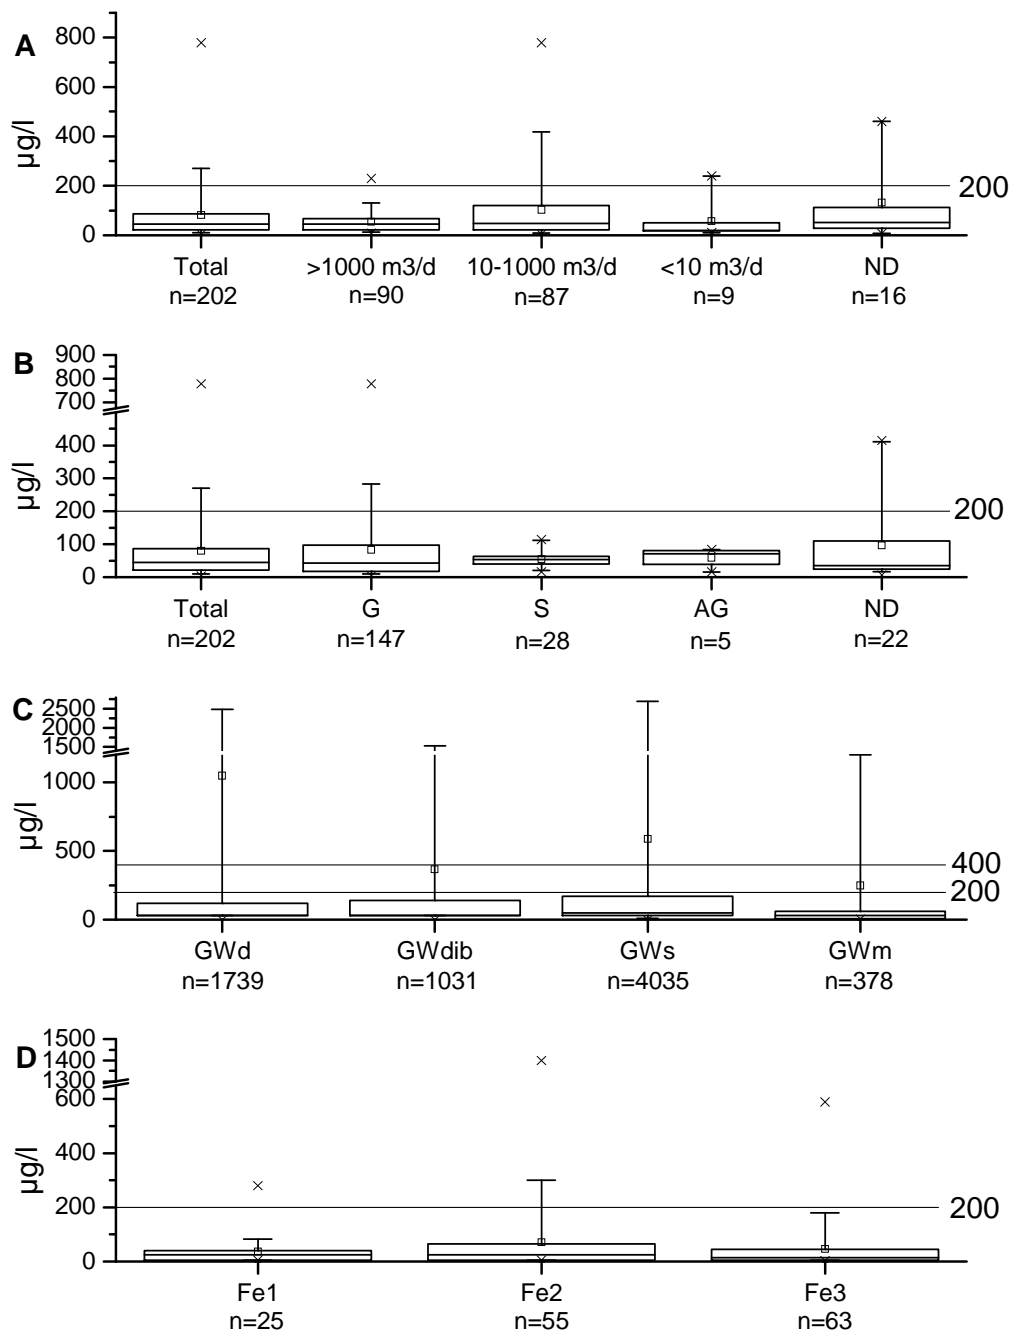 A
800
600
400
200
0
µg/l
200
Total >1000 m3/d 10-1000 m3/d <10 m3/d ND
n=202 n=90 n=87 n=9 n=16
B
900
800
700
400
300
200
100
0
µg/l
200
Total G S AG ND
n=202 n=147 n=28 n=5 n=22
C
2500
2000
1500
1000
500
0
µg/l
400
200
GWd GWdib GWs GWm
n=1739 n=1031 n=4035 n=378
D
1500
1400
1300
600
400
200
0
µg/l
200
Fe1 Fe2 Fe3
n=25 n=55 n=63